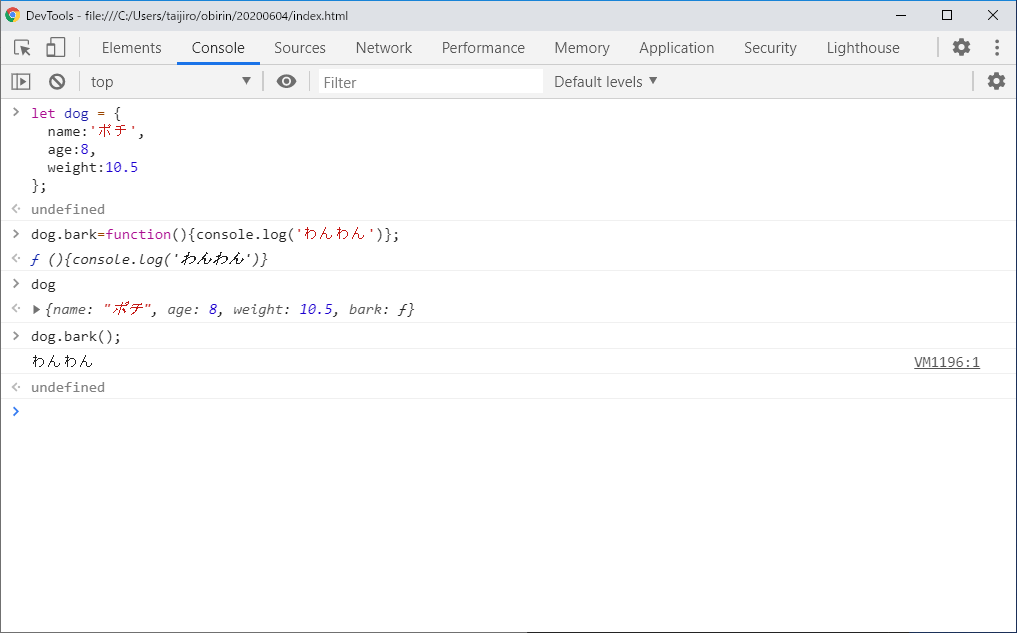 DevTools - file:///C:/Users/taijiro/obirin/20200604/index.html
Elements Console Sources Network Performance Memory Application Security Lighthouse
top Filter Default levels
let dog = {
name:'ポチ',
age:8,
weight:10.5
};
undefined
dog.bark=function(){console.log('わんわん')};
ƒ (){console.log('わんわん')}
dog
{name: "ポチ", age: 8, weight: 10.5, bark: ƒ}
dog.bark();
わんわん VM1196:1
undefined